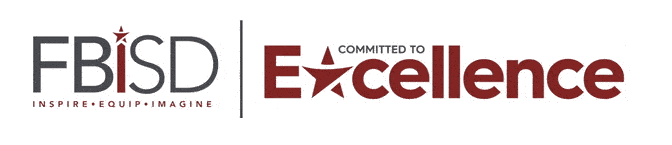 FBISD
INSPIRE • EQUIP • IMAGINE
COMMITTED TO
Excellence